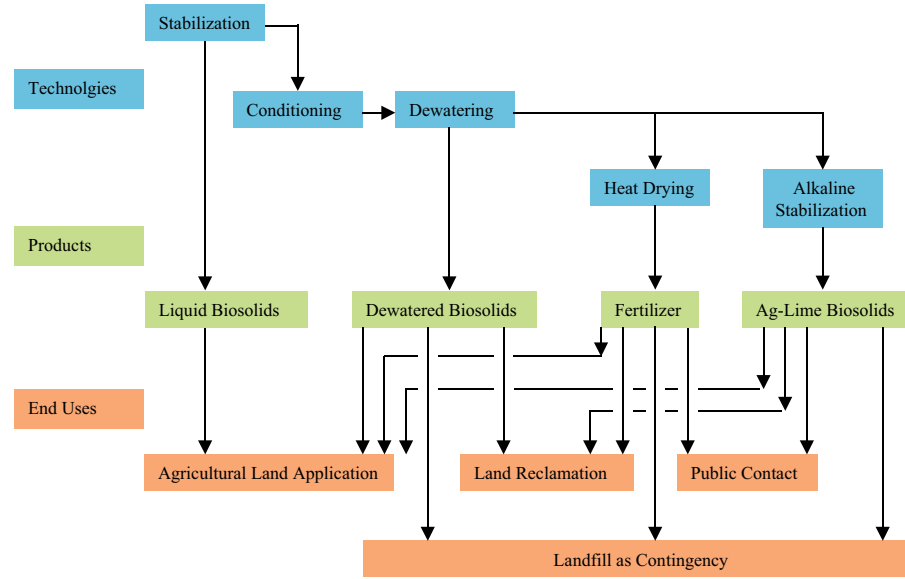 Stabilization
Technolgies
Conditioning
Dewatering
Heat Drying
Alkaline
Stabilization
Products
Liquid Biosolids
Dewatered Biosolids
Fertilizer
Ag-Lime Biosolids
End Uses
Agricultural Land Application
Land Reclamation
Public Contact
Landfill as Contingency